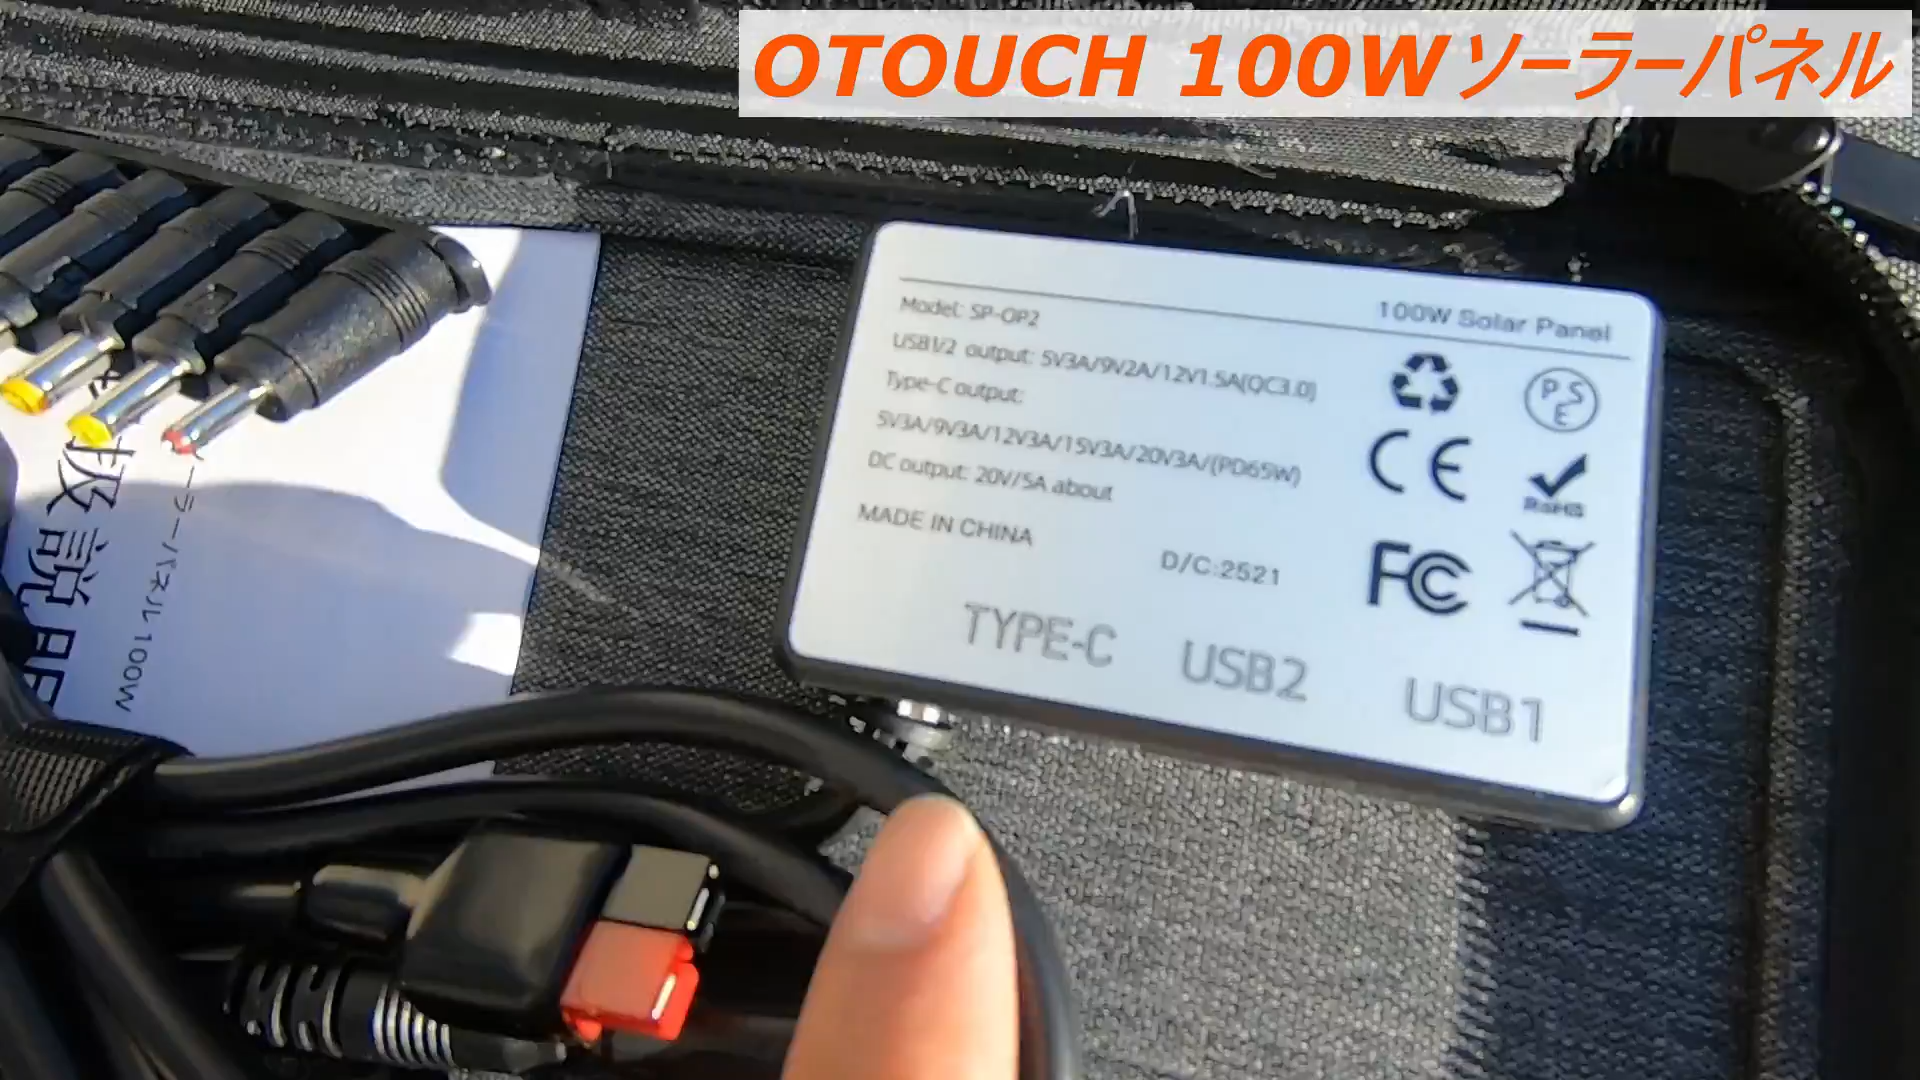 OTOUCH 100Wソーラーパネル
100W Solar Panel
Model: SP-OP2
USB1/2 output: 5V3A/9V2A/12V1.5A(QC3.0)
Type-C output:
5V3A/9V3A/12V3A/15V3A/20V3A/(PD65W)
DC output: 20V/5A about
MADE IN CHINA
D/C:2521
PSE
CE
RoHS
FC
TYPE-C
USB2
USB1
扱説明
ーラーパネル 100W